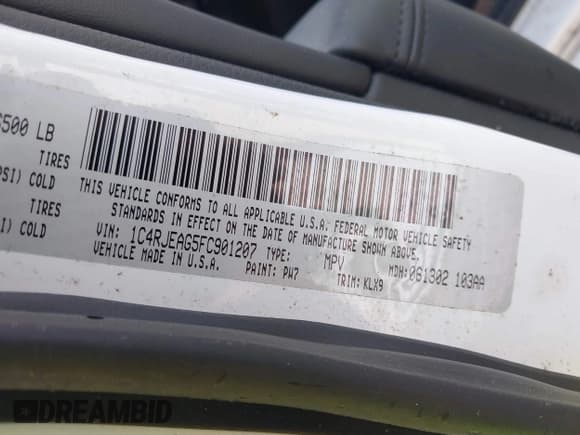 500 LB
TIRES
PSI) COLD
TIRES
SI) COLD
THIS VEHICLE CONFORMS TO ALL APPLICABLE U.S.A. FEDERAL MOTOR VEHICLE SAFETY
STANDARDS IN EFFECT ON THE DATE OF MANUFACTURE SHOWN ABOVE.
VIN: 1C4RJEAG5FC901207 TYPE: MPV MDH:061302 103AA
VEHICLE MADE IN U.S.A. PAINT: PW7 TRIM: KLX9
DREAMBID